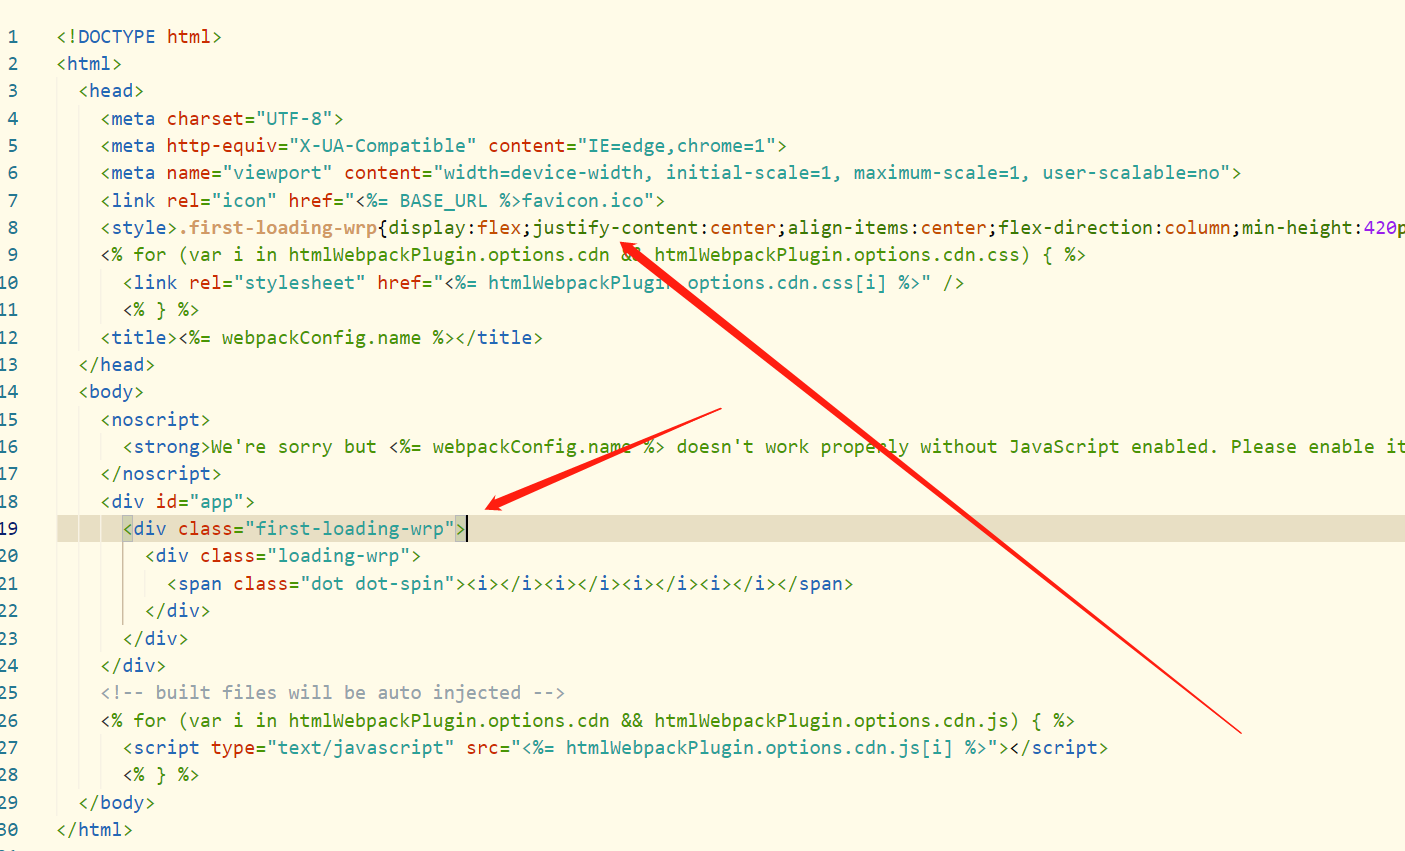 1 <!DOCTYPE html>
2 <html>
3 <head>
4 <meta charset="UTF-8">
5 <meta http-equiv="X-UA-Compatible" content="IE=edge,chrome=1">
6 <meta name="viewport" content="width=device-width, initial-scale=1, maximum-scale=1, user-scalable=no">
7 <link rel="icon" href="<%= BASE_URL %>favicon.ico">
8 <style>.first-loading-wrp{display:flex;justify-content:center;align-items:center;flex-direction:column;min-height:420p
9 <% for (var i in htmlWebpackPlugin.options.cdn && htmlWebpackPlugin.options.cdn.css) { %>
10 <link rel="stylesheet" href="<%= htmlWebpackPlugin.options.cdn.css[i] %>" />
11 <% } %>
12 <title><%= webpackConfig.name %></title>
13 </head>
14 <body>
15 <noscript>
16 <strong>We're sorry but <%= webpackConfig.name %> doesn't work properly without JavaScript enabled. Please enable it
17 </noscript>
18 <div id="app">
19 <div class="first-loading-wrp">
20 <div class="loading-wrp">
21 <span class="dot dot-spin"><i></i><i></i><i></i><i></i></span>
22 </div>
23 </div>
24 </div>
25 <!-- built files will be auto injected -->
26 <% for (var i in htmlWebpackPlugin.options.cdn && htmlWebpackPlugin.options.cdn.js) { %>
27 <script type="text/javascript" src="<%= htmlWebpackPlugin.options.cdn.js[i] %>"></script>
28 <% } %>
29 </body>
30 </html>